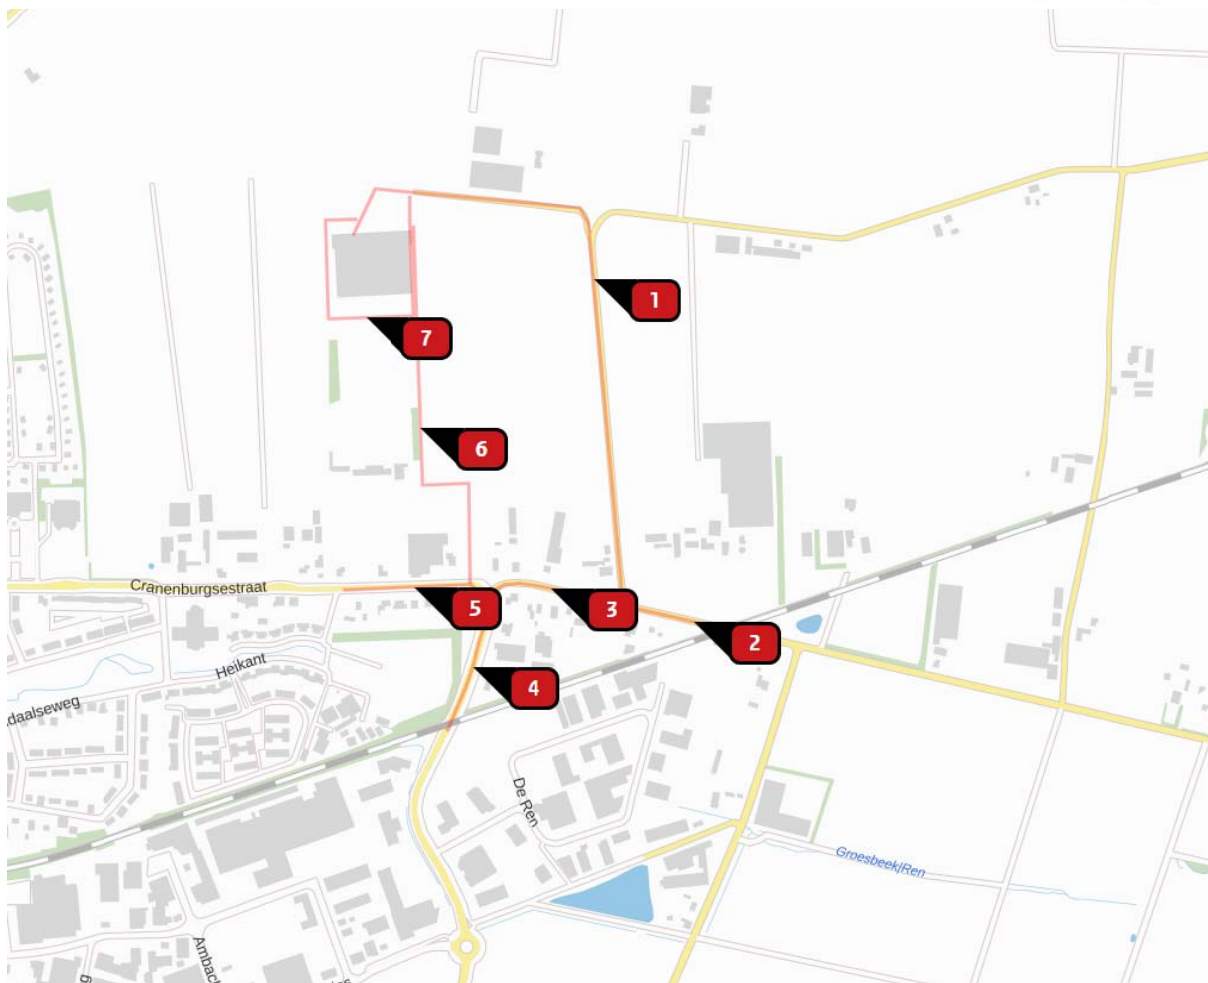 1
7
6
Cranenburgsestraat
5
3
2
Heikant
4
daalseweg
De Ren
Groesbeek/Ren
Ambach
g